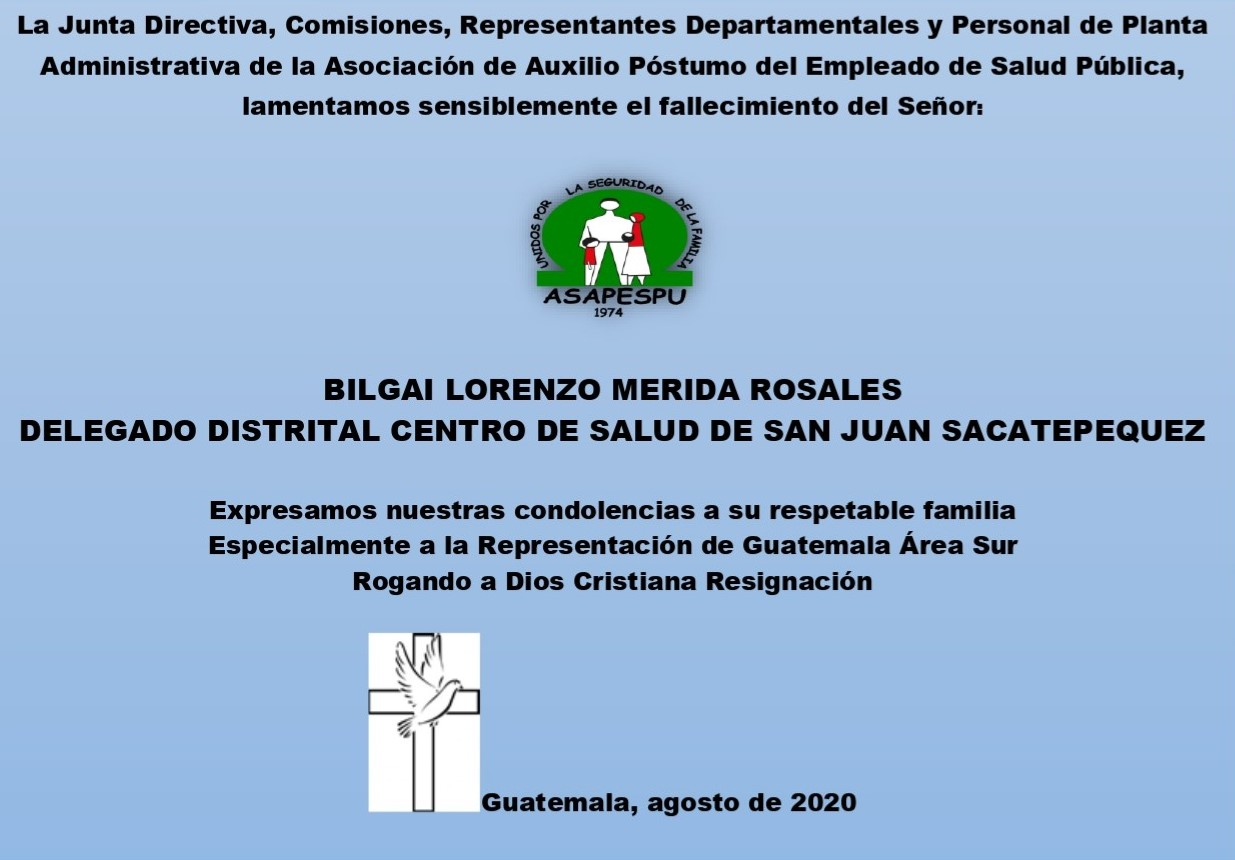 La Junta Directiva, Comisiones, Representantes Departamentales y Personal de Planta
Administrativa de la Asociación de Auxilio Póstumo del Empleado de Salud Pública,
lamentamos sensiblemente el fallecimiento del Señor:
UNIDOS POR LA SEGURIDAD DE LA FAMILIA
ASAPESPU
1974
BILGAI LORENZO MERIDA ROSALES
DELEGADO DISTRITAL CENTRO DE SALUD DE SAN JUAN SACATEPEQUEZ
Expresamos nuestras condolencias a su respetable familia
Especialmente a la Representación de Guatemala Área Sur
Rogando a Dios Cristiana Resignación
Guatemala, agosto de 2020